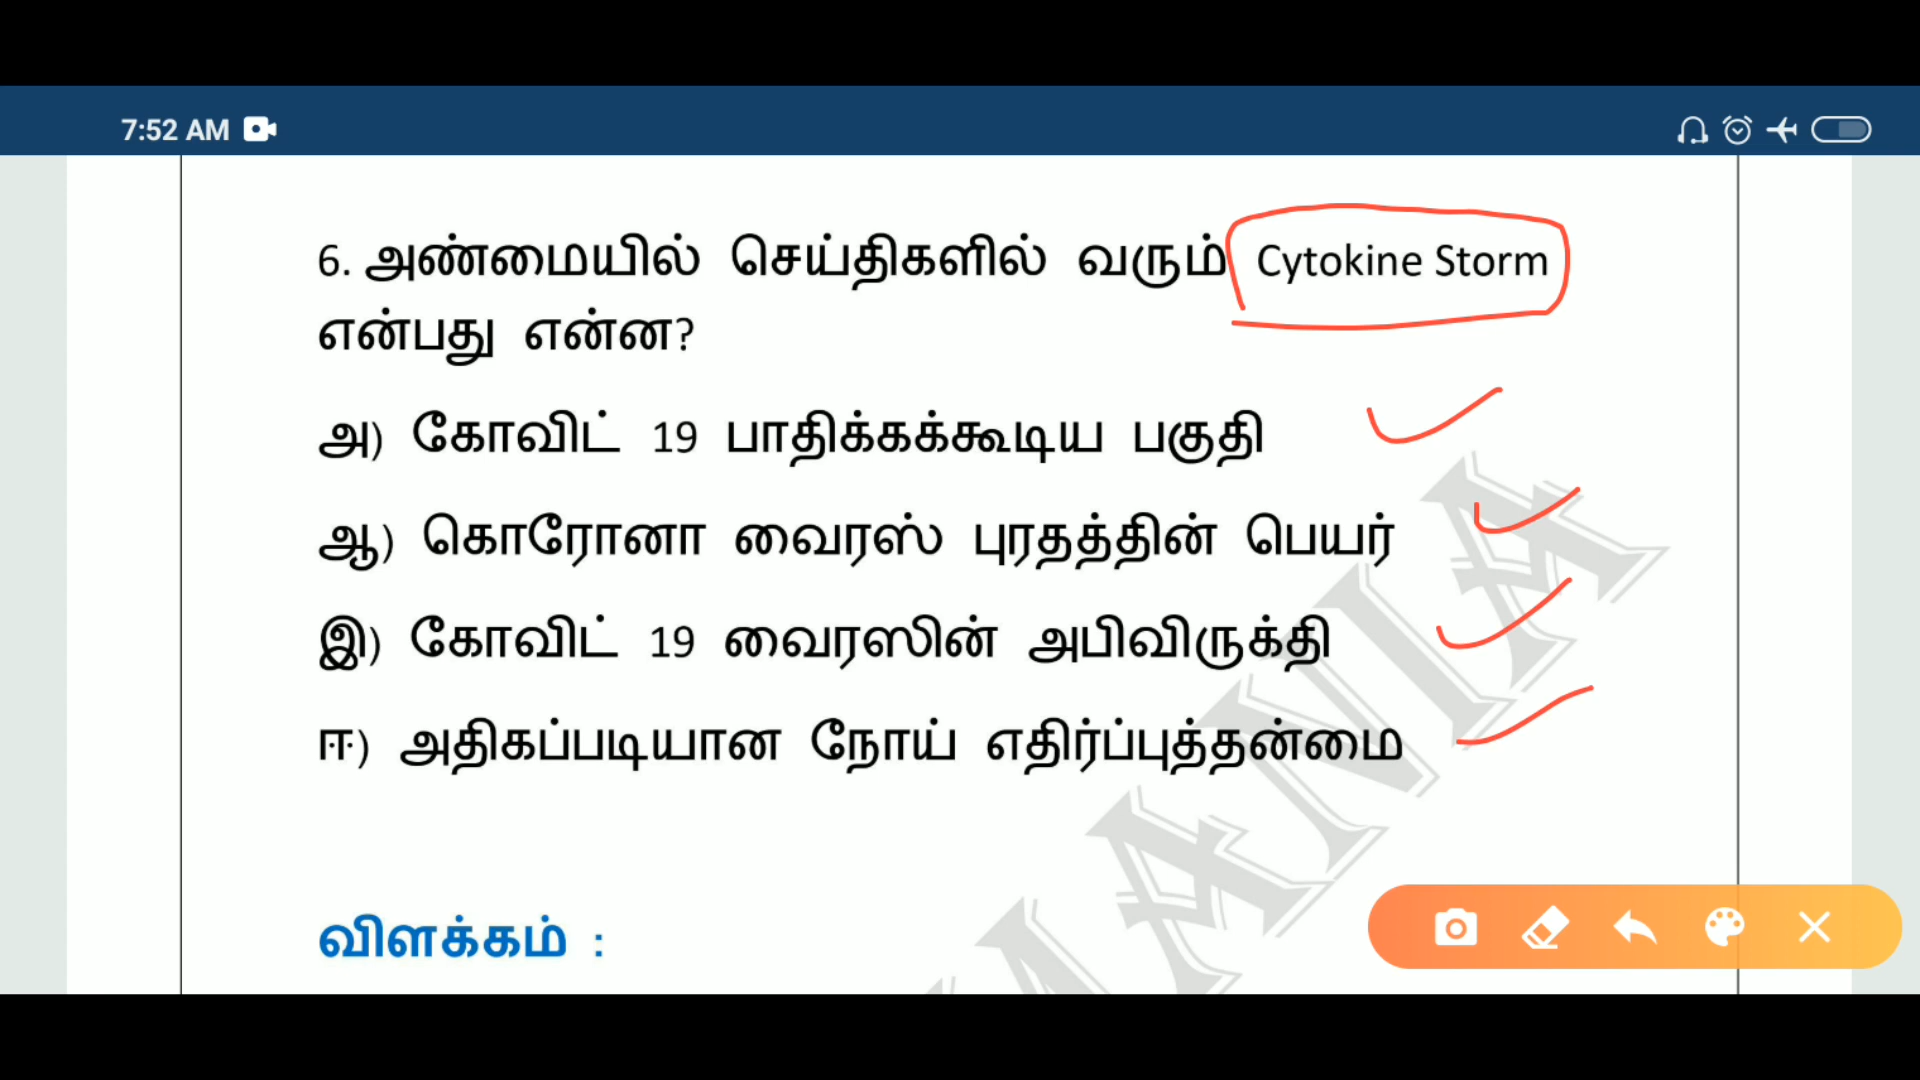 7:52 AM
6. அண்மையில் செய்திகளில் வரும் Cytokine Storm
என்பது என்ன?
அ) கோவிட் 19 பாதிக்கக்கூடிய பகுதி
ஆ) கொரோனா வைரஸ் புரதத்தின் பெயர்
இ) கோவிட் 19 வைரஸின் அபிவிருக்தி
ஈ) அதிகப்படியான நோய் எதிர்ப்புத்தன்மை
விளக்கம் :